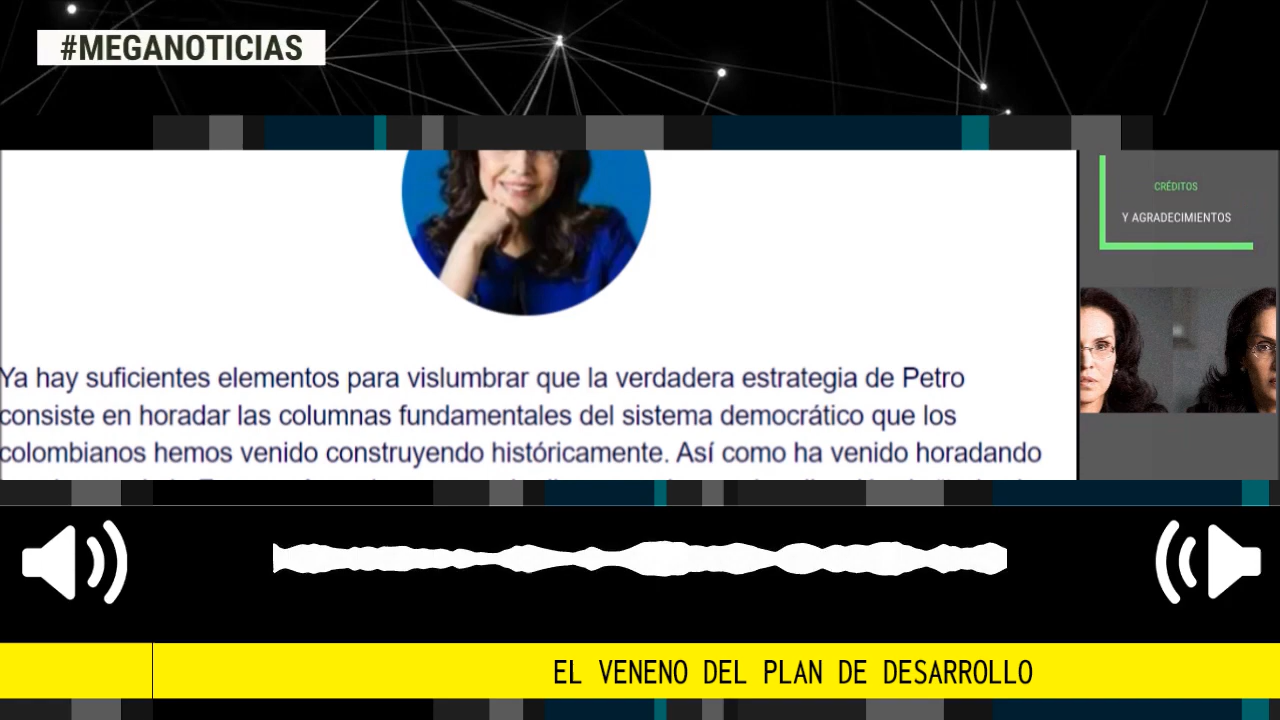 #MEGANOTICIAS
CRÉDITOS
Y AGRADECIMIENTOS
Ya hay suficientes elementos para vislumbrar que la verdadera estrategia de Petro
consiste en horadar las columnas fundamentales del sistema democrático que los
colombianos hemos venido construyendo históricamente. Así como ha venido horadando
EL VENENO DEL PLAN DE DESARROLLO